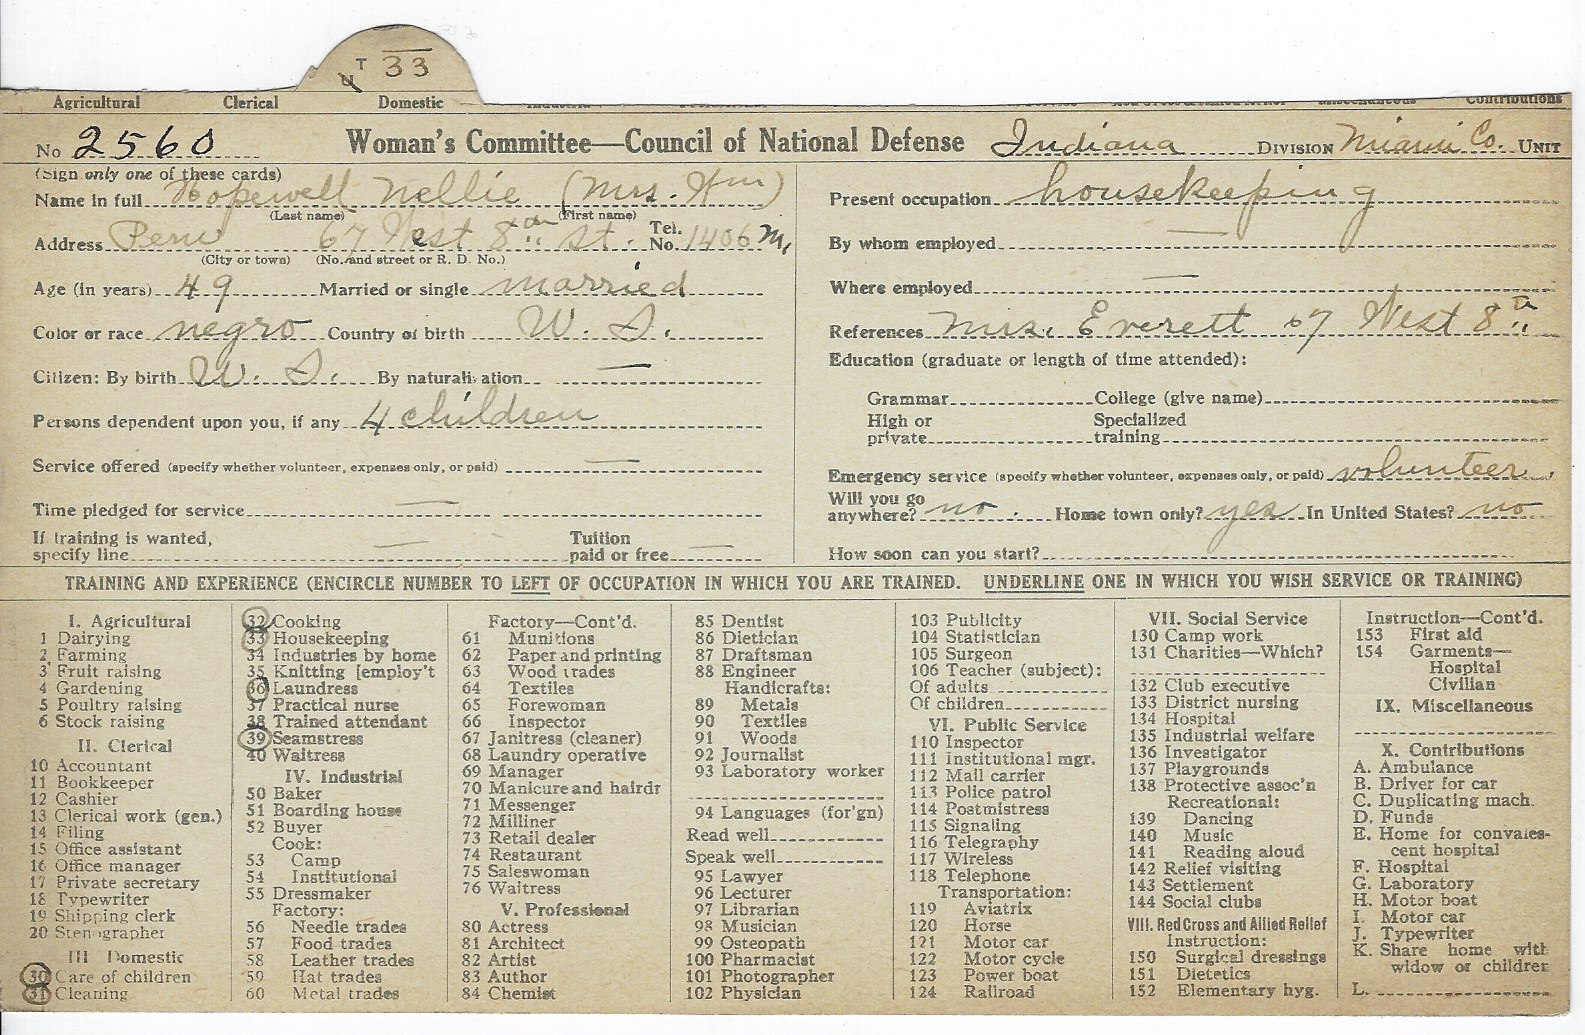 T 33
Agricultural Clerical Domestic Contributions
No 2560 Woman's Committee—Council of National Defense Indiana DIVISION Miami Co. UNIT
(Sign only one of these cards)
Name in full Hopewell Nellie (Mrs. Wm)
(Last name) (First name)
Address Peru 67 West 8th St. Tel. No. 1406 M
(City or town) (No. and street or R. D. No.)
Age (in years) 49 Married or single married
Color or race negro Country of birth U. S.
Citizen: By birth U. S. By naturalization —
Persons dependent upon you, if any 4 children
Service offered (specify whether volunteer, expenses only, or paid) —
Time pledged for service —
If training is wanted,
specify line — Tuition paid or free —
Present occupation housekeeping
By whom employed —
Where employed —
References Mrs. Everett 67 West 8th
Education (graduate or length of time attended):
Grammar College (give name)
High or private Specialized training
Emergency service (specify whether volunteer, expenses only, or paid) volunteer.
Will you go anywhere? no. Home town only? yes In United States? no
How soon can you start?
TRAINING AND EXPERIENCE (ENCIRCLE NUMBER TO LEFT OF OCCUPATION IN WHICH YOU ARE TRAINED. UNDERLINE ONE IN WHICH YOU WISH SERVICE OR TRAINING)
I. Agricultural
1 Dairying
2 Farming
3 Fruit raising
4 Gardening
5 Poultry raising
6 Stock raising
II. Clerical
10 Accountant
11 Bookkeeper
12 Cashier
13 Clerical work (gen.)
14 Filing
15 Office assistant
16 Office manager
17 Private secretary
18 Typewriter
19 Shipping clerk
20 Stenographer
III Domestic
30 Care of children
31 Cleaning
32 Cooking
33 Housekeeping
34 Industries by home
35 Knitting [employ't
36 Laundress
37 Practical nurse
38 Trained attendant
39 Seamstress
40 Waitress
IV. Industrial
50 Baker
51 Boarding house
52 Buyer
Cook:
53 Camp
54 Institutional
55 Dressmaker
Factory:
56 Needle trades
57 Food trades
58 Leather trades
59 Hat trades
60 Metal trades
Factory—Cont'd.
61 Munitions
62 Paper and printing
63 Wood trades
64 Textiles
65 Forewoman
66 Inspector
67 Janitress (cleaner)
68 Laundry operative
69 Manager
70 Manicure and hairdr
71 Messenger
72 Milliner
73 Retail dealer
74 Restaurant
75 Saleswoman
76 Waitress
V. Professional
80 Actress
81 Architect
82 Artist
83 Author
84 Chemist
85 Dentist
86 Dietician
87 Draftsman
88 Engineer
Handicrafts:
89 Metals
90 Textiles
91 Woods
92 Journalist
93 Laboratory worker
94 Languages (for'gn)
Read well
Speak well
95 Lawyer
96 Lecturer
97 Librarian
98 Musician
99 Osteopath
100 Pharmacist
101 Photographer
102 Physician
103 Publicity
104 Statistician
105 Surgeon
106 Teacher (subject):
Of adults
Of children
VI. Public Service
110 Inspector
111 Institutional mgr.
112 Mail carrier
113 Police patrol
114 Postmistress
115 Signaling
116 Telegraphy
117 Wireless
118 Telephone
Transportation:
119 Aviatrix
120 Horse
121 Motor car
122 Motor cycle
123 Power boat
124 Railroad
VII. Social Service
130 Camp work
131 Charities—Which?
132 Club executive
133 District nursing
134 Hospital
135 Industrial welfare
136 Investigator
137 Playgrounds
138 Protective assoc'n
Recreational:
139 Dancing
140 Music
141 Reading aloud
142 Relief visiting
143 Settlement
144 Social clubs
VIII. Red Cross and Allied Relief
Instruction:
150 Surgical dressings
151 Dietetics
152 Elementary hyg.
Instruction—Cont'd.
153 First aid
154 Garments—
Hospital
Civilian
IX. Miscellaneous
X. Contributions
A. Ambulance
B. Driver for car
C. Duplicating mach.
D. Funds
E. Home for convales-
cent hospital
F. Hospital
G. Laboratory
H. Motor boat
I. Motor car
J. Typewriter
K. Share home with
widow or children
L.